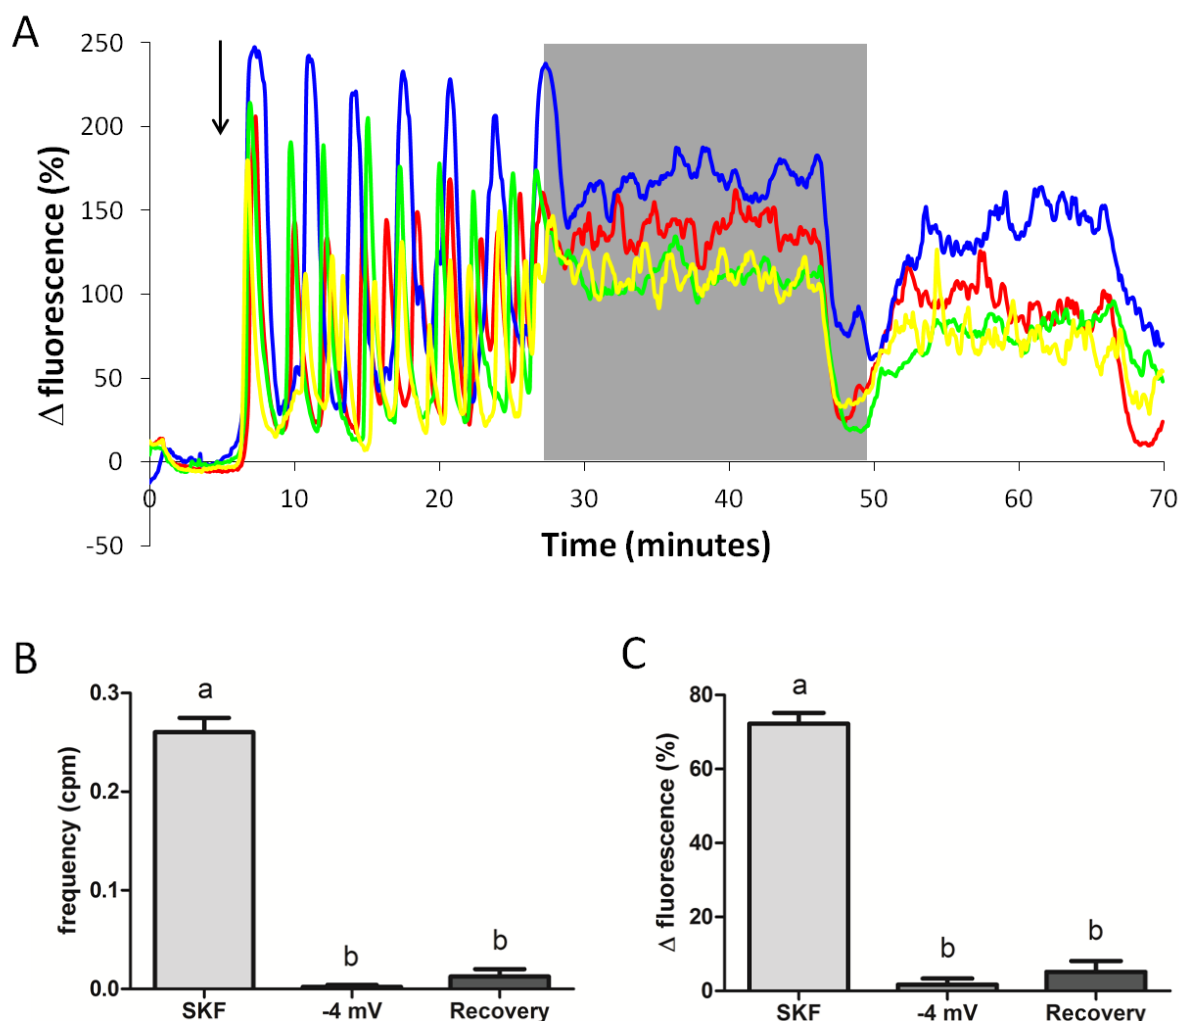 A
250
200
150
100
50
0
-50
Δ fluorescence (%)
0 10 20 30 40 50 60 70
Time (minutes)
B
0.3
0.2
0.1
0.0
frequency (cpm)
a
b
b
SKF -4 mV Recovery
C
80
60
40
20
0
Δ fluorescence (%)
a
b
b
SKF -4 mV Recovery